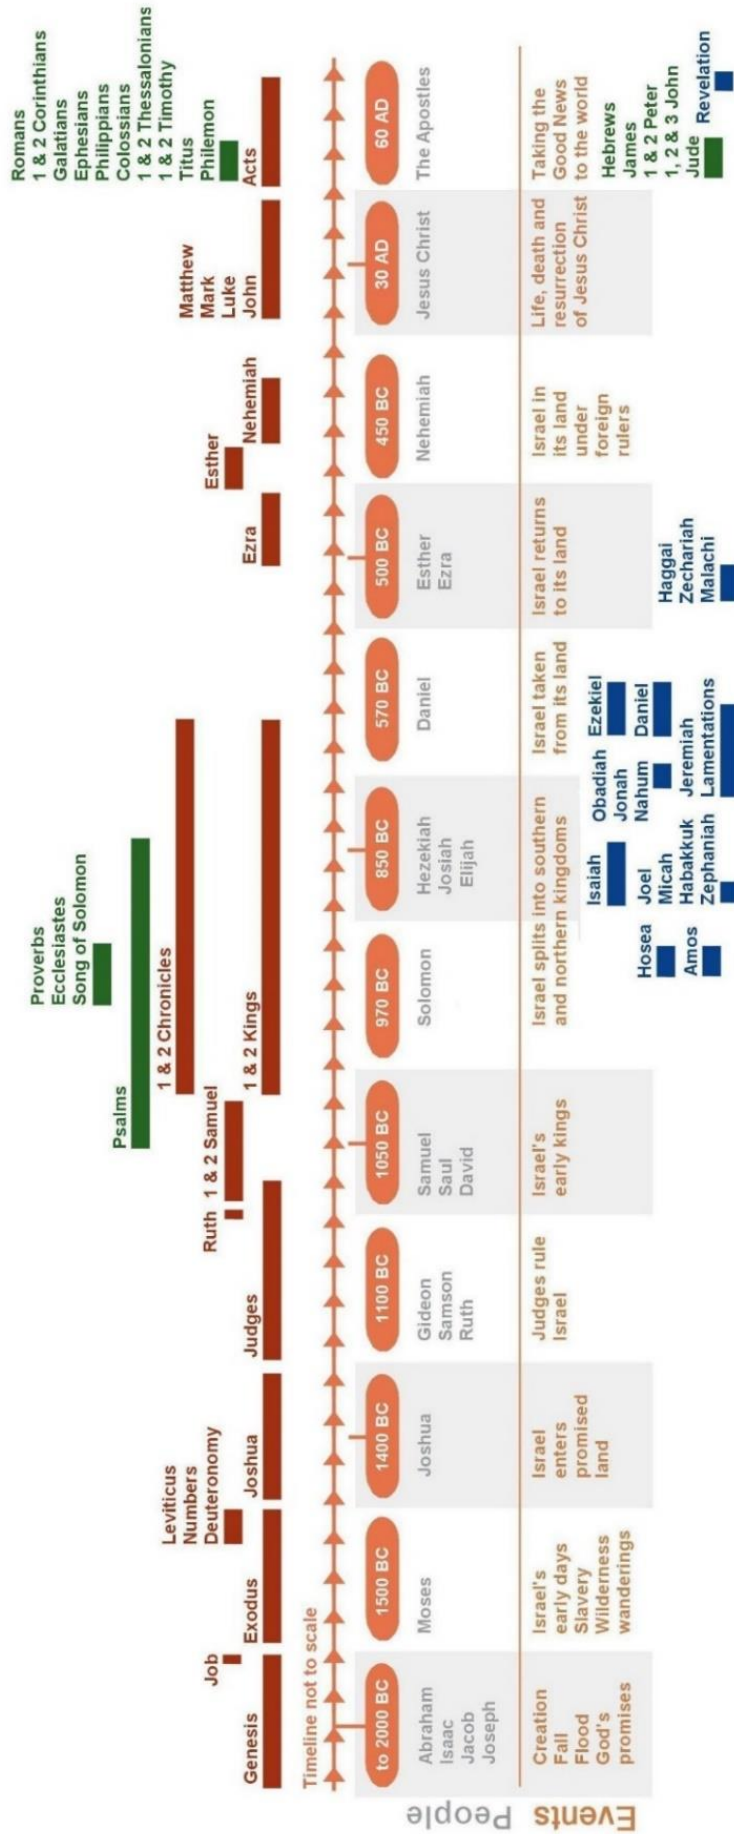 Romans
1 & 2 Corinthians
Galatians
Ephesians
Philippians
Colossians
1 & 2 Thessalonians
1 & 2 Timothy
Titus
Philemon
Proverbs
Ecclesiastes
Song of Solomon
Psalms
Matthew
Mark
Luke
John
Leviticus
Numbers
Deuteronomy
1 & 2 Chronicles
Job
Ruth
1 & 2 Samuel
Esther
Genesis
Exodus
Joshua
Judges
1 & 2 Kings
Ezra
Nehemiah
Acts
Timeline not to scale
to 2000 BC
1500 BC
1400 BC
1100 BC
1050 BC
970 BC
850 BC
570 BC
500 BC
450 BC
30 AD
60 AD
People
Abraham
Isaac
Jacob
Joseph
Moses
Joshua
Gideon
Samson
Ruth
Samuel
Saul
David
Solomon
Hezekiah
Josiah
Elijah
Daniel
Esther
Ezra
Nehemiah
Jesus Christ
The Apostles
Events
Creation
Fall
Flood
God's
promises
Israel's
early days
Slavery
Wilderness
wanderings
Israel
enters
promised
land
Judges rule
Israel
Israel's
early kings
Israel splits into southern
and northern kingdoms
Israel taken
from its land
Israel returns
to its land
Israel in
its land
under
foreign
rulers
Life, death and
resurrection
of Jesus Christ
Taking the
Good News
to the world
Hosea
Amos
Isaiah
Joel
Micah
Habakkuk
Zephaniah
Obadiah
Jonah
Nahum
Ezekiel
Daniel
Jeremiah
Lamentations
Haggai
Zechariah
Malachi
Hebrews
James
1 & 2 Peter
1, 2 & 3 John
Jude
Revelation